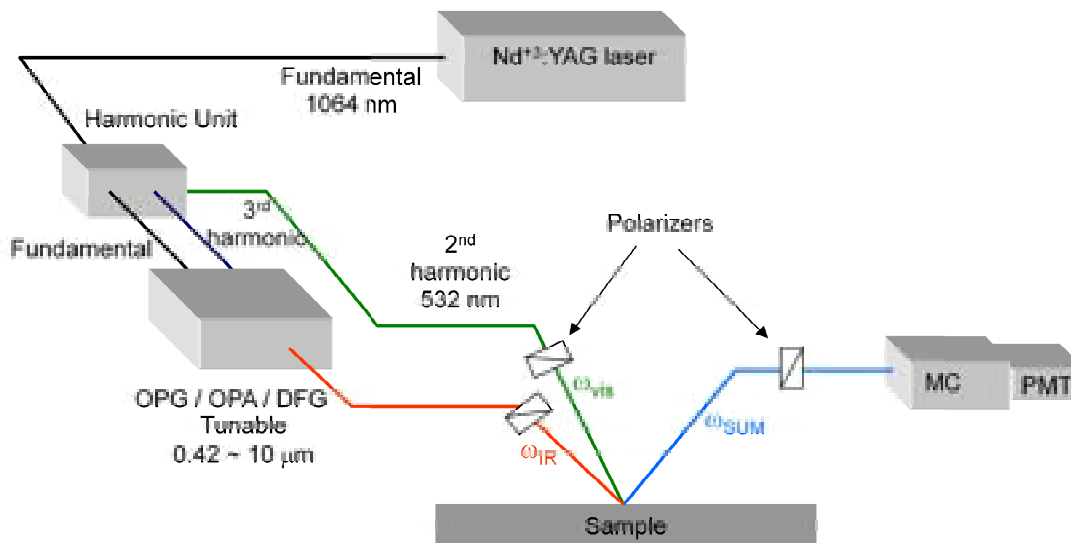 Nd⁺³:YAG laser
Fundamental
1064 nm
Harmonic Unit
3rd
harmonic
Fundamental
2nd
harmonic
532 nm
Polarizers
OPG / OPA / DFG
Tunable
0.42 ~ 10 μm
ωvis
ωIR
ωSUM
MC
PMT
Sample